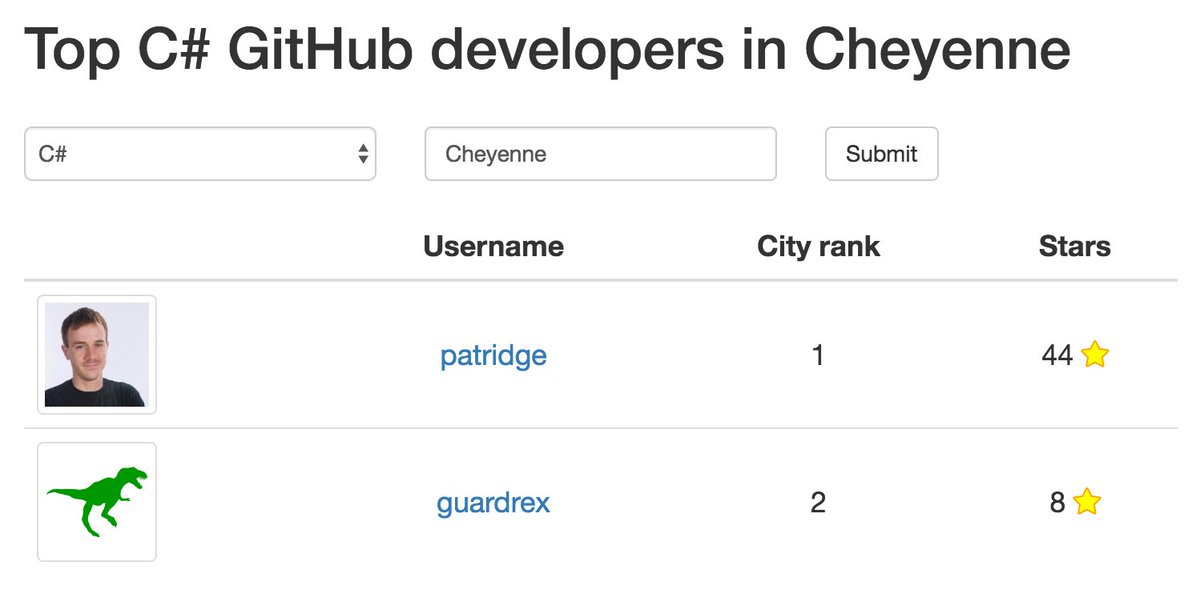 Top C# GitHub developers in Cheyenne
C# Cheyenne Submit
Username City rank Stars
patridge 1 44
guardrex 2 8